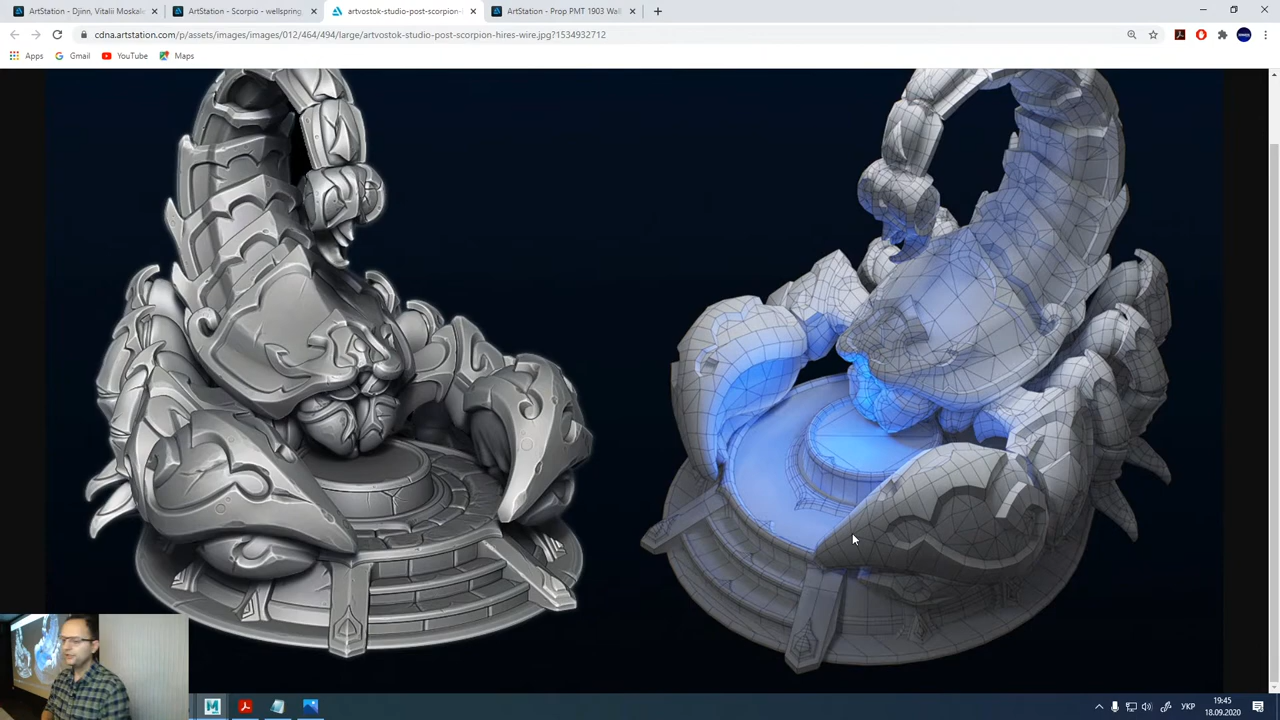 ArtStation - Djinn, Vitalii Moskale
ArtStation - Scorpio - wellspring,
artvostok-studio-post-scorpion-
ArtStation - Prop PMT 1903 Wal
cdna.artstation.com/p/assets/images/images/012/464/494/large/artvostok-studio-post-scorpion-hires-wire.jpg?1534932712
Apps
Gmail
YouTube
Maps
УКР
19:45
18.09.2020